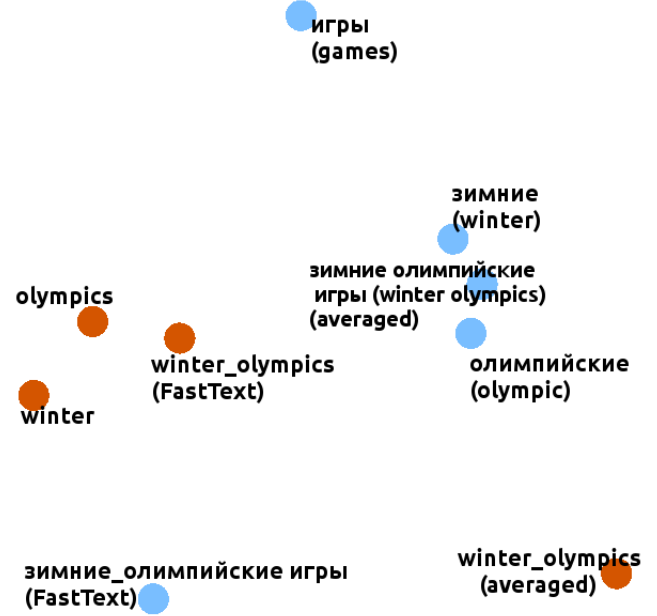 игры
(games)
зимние
(winter)
зимние олимпийские
игры (winter olympics)
(averaged)
olympics
winter_olympics
(FastText)
олимпийские
(olympic)
winter
зимние_олимпийские игры
(FastText)
winter_olympics
(averaged)